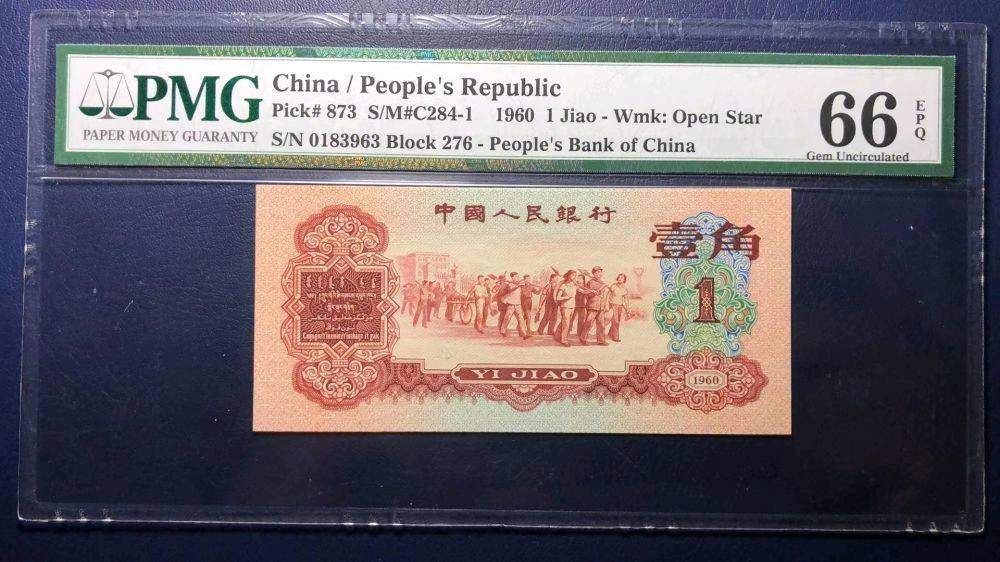 PMG
PAPER MONEY GUARANTY
China / People's Republic
Pick# 873 S/M#C284-1 1960 1 Jiao - Wmk: Open Star
S/N 0183963 Block 276 - People's Bank of China
66
EPQ
Gem Uncirculated
中國人民銀行
壹角
1
YI JIAO
1960